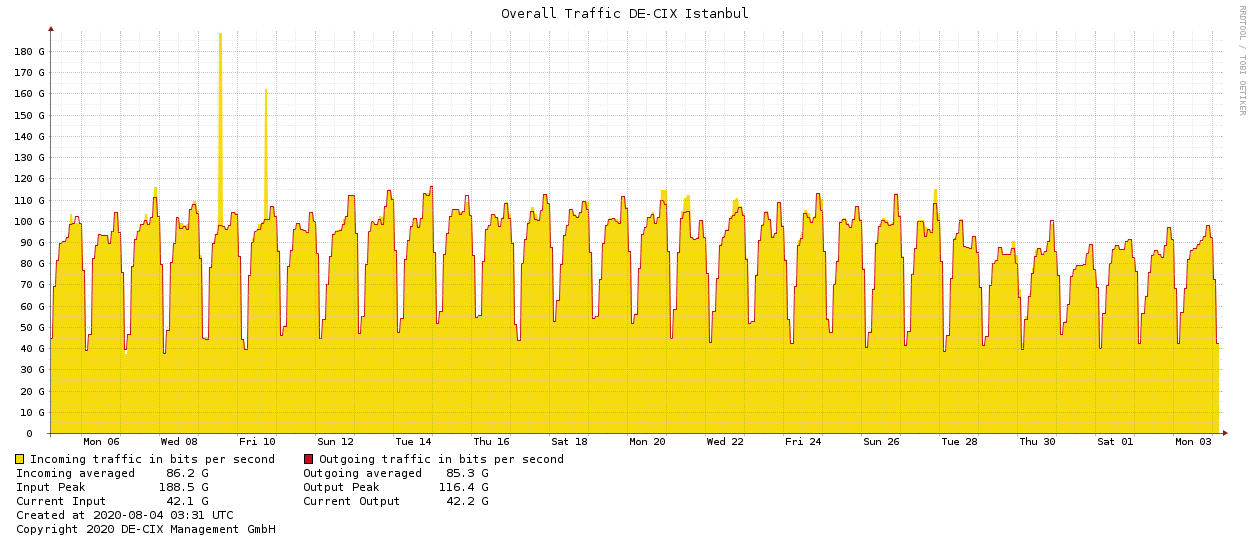 Overall Traffic DE-CIX Istanbul
RRDTOOL / TOBI OETIKER
180 G
170 G
160 G
150 G
140 G
130 G
120 G
110 G
100 G
90 G
80 G
70 G
60 G
50 G
40 G
30 G
20 G
10 G
0
Mon 06 Wed 08 Fri 10 Sun 12 Tue 14 Thu 16 Sat 18 Mon 20 Wed 22 Fri 24 Sun 26 Tue 28 Thu 30 Sat 01 Mon 03
Incoming traffic in bits per second Outgoing traffic in bits per second
Incoming averaged 86.2 G Outgoing averaged 85.3 G
Input Peak 188.5 G Output Peak 116.4 G
Current Input 42.1 G Current Output 42.2 G
Created at 2020-08-04 03:31 UTC
Copyright 2020 DE-CIX Management GmbH